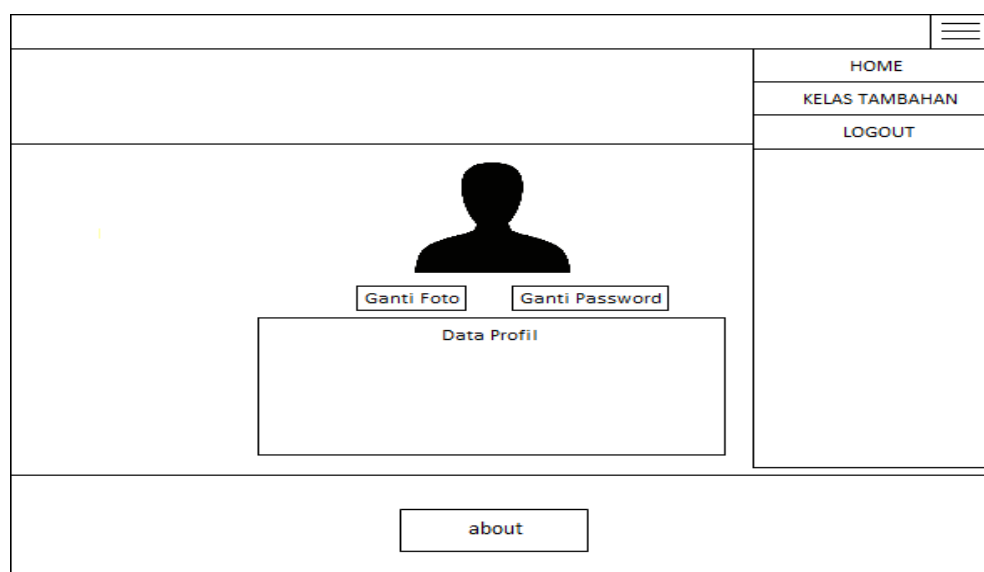 HOME
KELAS TAMBAHAN
LOGOUT
Ganti Foto
Ganti Password
Data Profil
about